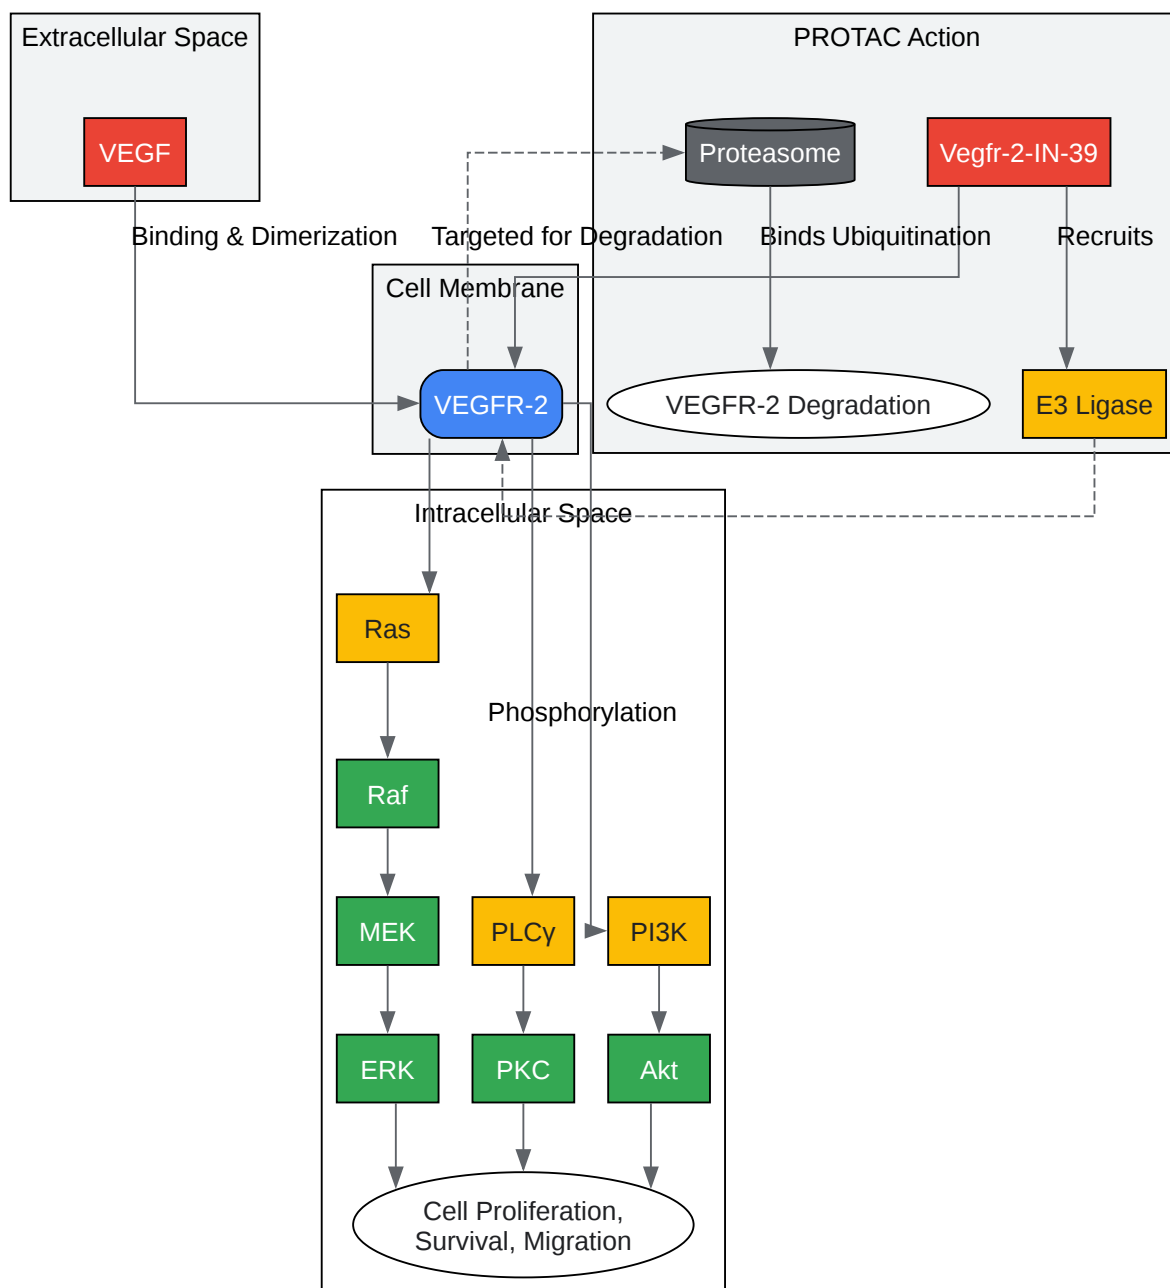 Extracellular Space
PROTAC Action
VEGF
Proteasome
Vegfr-2-IN-39
Binding & Dimerization
Targeted for Degradation
Binds
Ubiquitination
Recruits
Cell Membrane
VEGFR-2
VEGFR-2 Degradation
E3 Ligase
Intracellular Space
Ras
Phosphorylation
Raf
MEK
PLCγ
PI3K
ERK
PKC
Akt
Cell Proliferation,
Survival, Migration